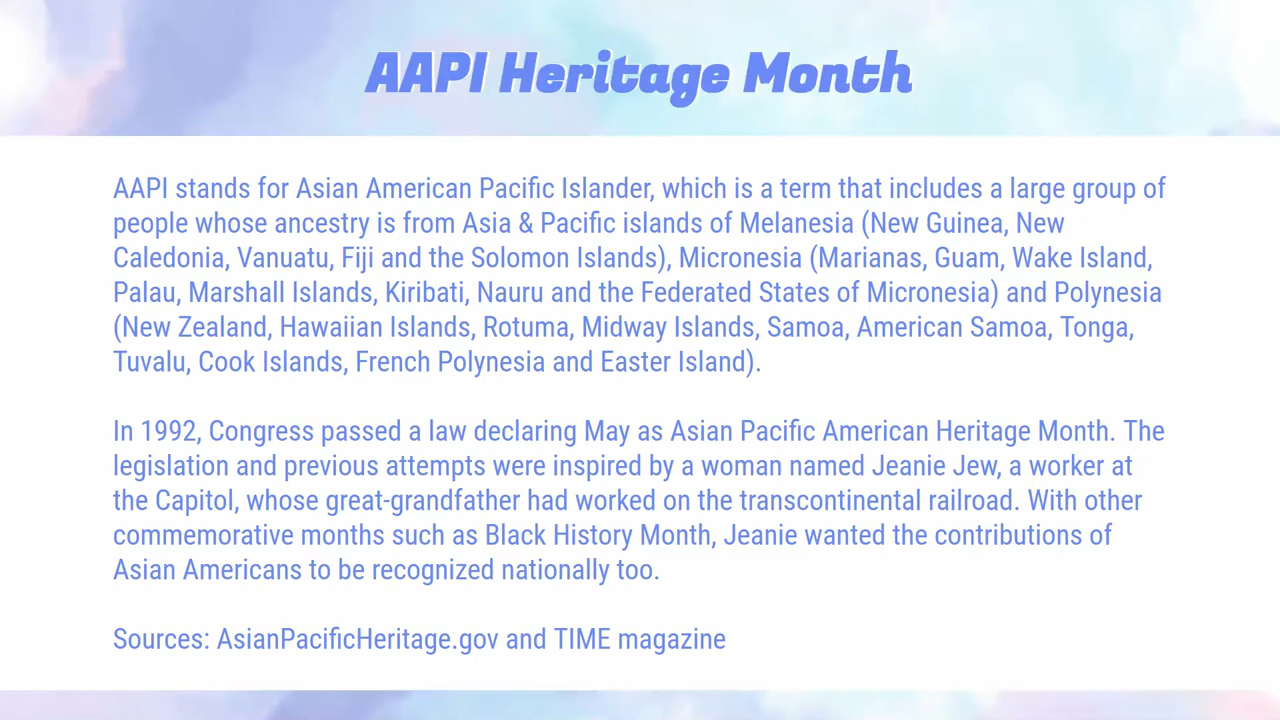 AAPI Heritage Month
AAPI stands for Asian American Pacific Islander, which is a term that includes a large group of
people whose ancestry is from Asia & Pacific islands of Melanesia (New Guinea, New
Caledonia, Vanuatu, Fiji and the Solomon Islands), Micronesia (Marianas, Guam, Wake Island,
Palau, Marshall Islands, Kiribati, Nauru and the Federated States of Micronesia) and Polynesia
(New Zealand, Hawaiian Islands, Rotuma, Midway Islands, Samoa, American Samoa, Tonga,
Tuvalu, Cook Islands, French Polynesia and Easter Island).
In 1992, Congress passed a law declaring May as Asian Pacific American Heritage Month. The
legislation and previous attempts were inspired by a woman named Jeanie Jew, a worker at
the Capitol, whose great-grandfather had worked on the transcontinental railroad. With other
commemorative months such as Black History Month, Jeanie wanted the contributions of
Asian Americans to be recognized nationally too.
Sources: AsianPacificHeritage.gov and TIME magazine